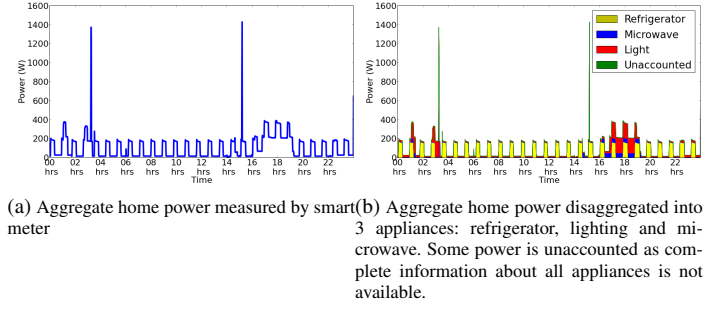 1600
1400
1200
1000
800
600
400
200
0
Power (W)
00 hrs 02 hrs 04 hrs 06 hrs 08 hrs 10 hrs 12 hrs 14 hrs 16 hrs 18 hrs 20 hrs 22 hrs
Time
1600
1400
1200
1000
800
600
400
200
0
Power (W)
Refrigerator
Microwave
Light
Unaccounted
00 hrs 02 hrs 04 hrs 06 hrs 08 hrs 10 hrs 12 hrs 14 hrs 16 hrs 18 hrs 20 hrs 22 hrs
Time
(a) Aggregate home power measured by smart
meter
(b) Aggregate home power disaggregated into
3 appliances: refrigerator, lighting and mi-
crowave. Some power is unaccounted as com-
plete information about all appliances is not
available.